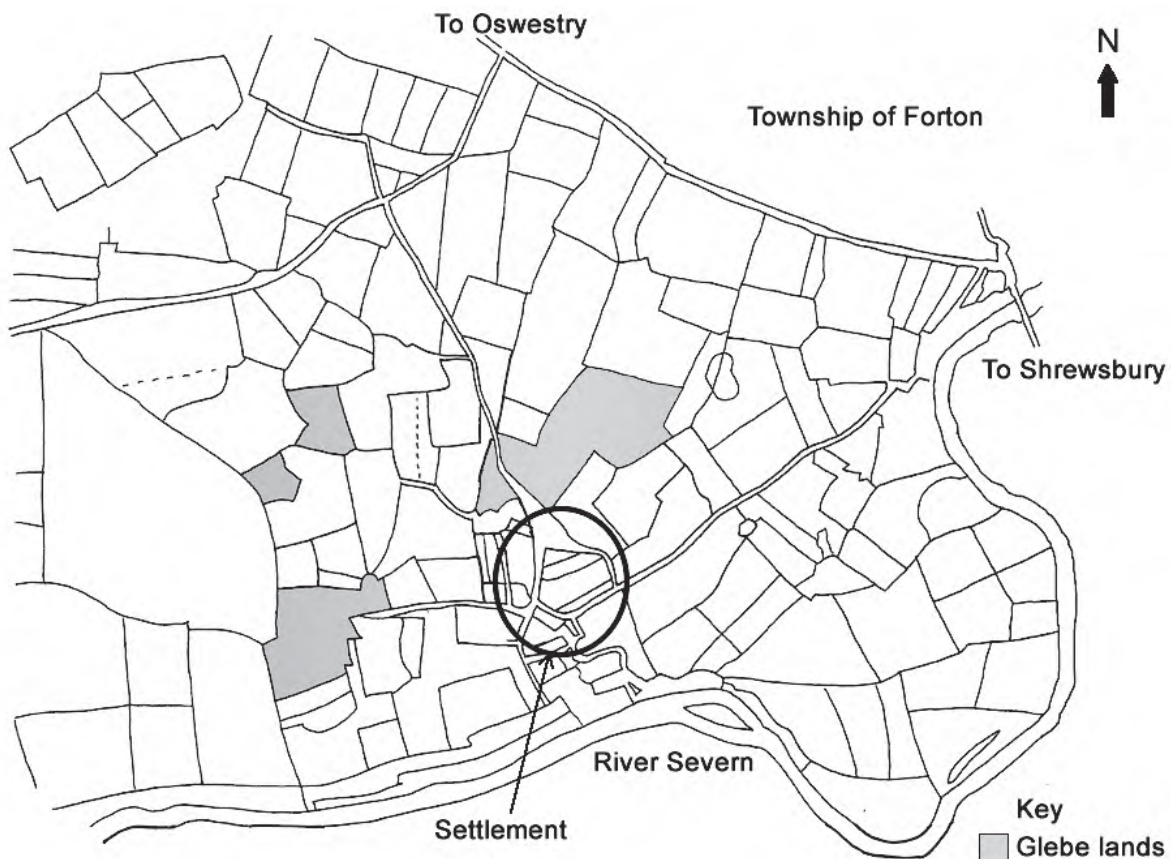 To Oswestry
N
Township of Forton
To Shrewsbury
River Severn
Settlement
Key
Glebe lands